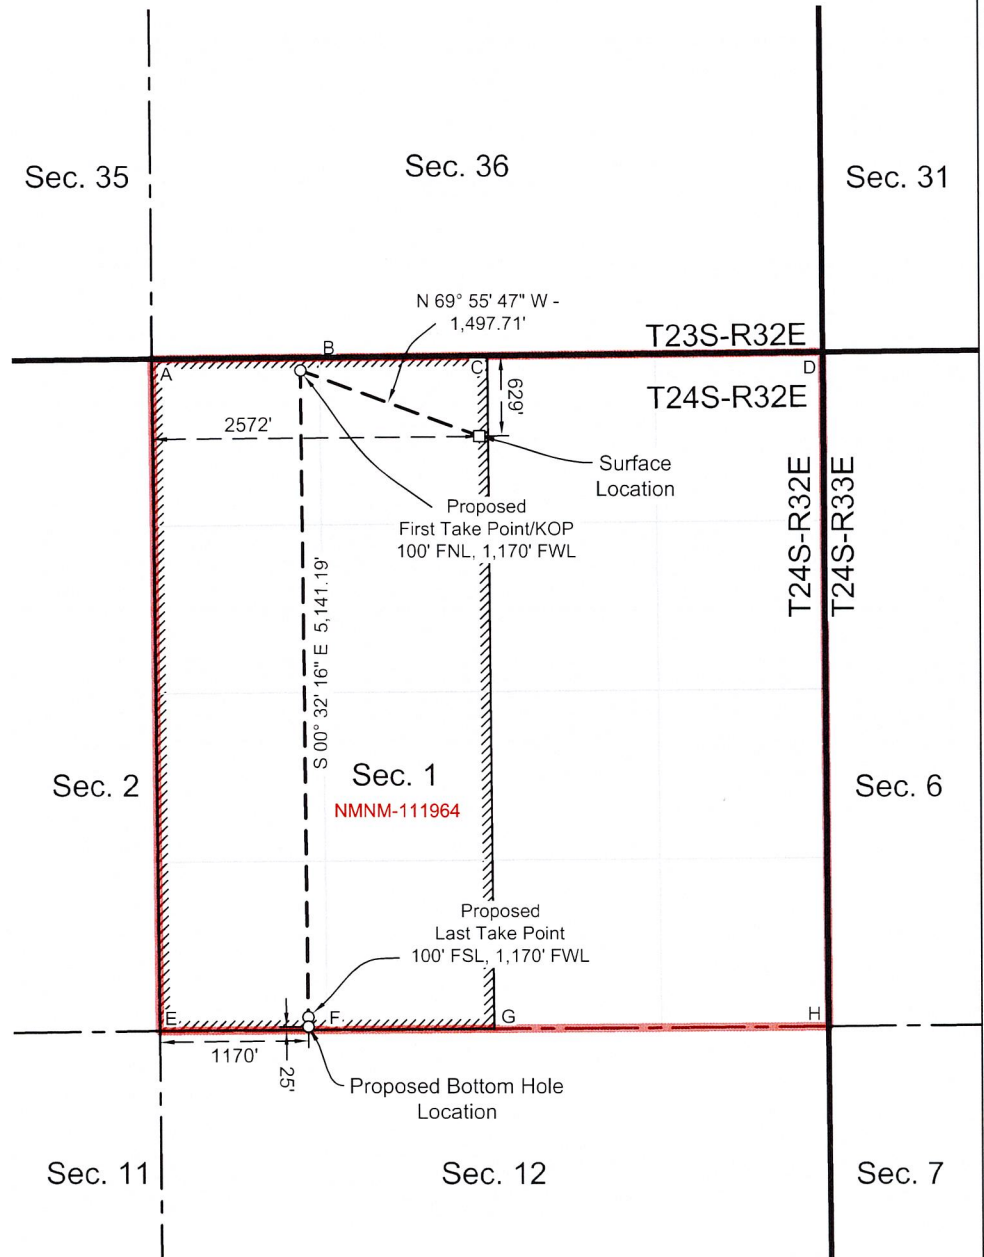 Sec. 35
Sec. 36
Sec. 31
N 69° 55' 47" W -
1,497.71'
T23S-R32E
B
A
C
D
T24S-R32E
629'
2572'
Surface
Location
Proposed
First Take Point/KOP
100' FNL, 1,170' FWL
T24S-R32E
T24S-R33E
S 00° 32' 16" E 5,141.19'
Sec. 2
Sec. 1
Sec. 6
NMNM-111964
Proposed
Last Take Point
100' FSL, 1,170' FWL
E
F
G
H
1170'
25'
Proposed Bottom Hole
Location
Sec. 11
Sec. 12
Sec. 7